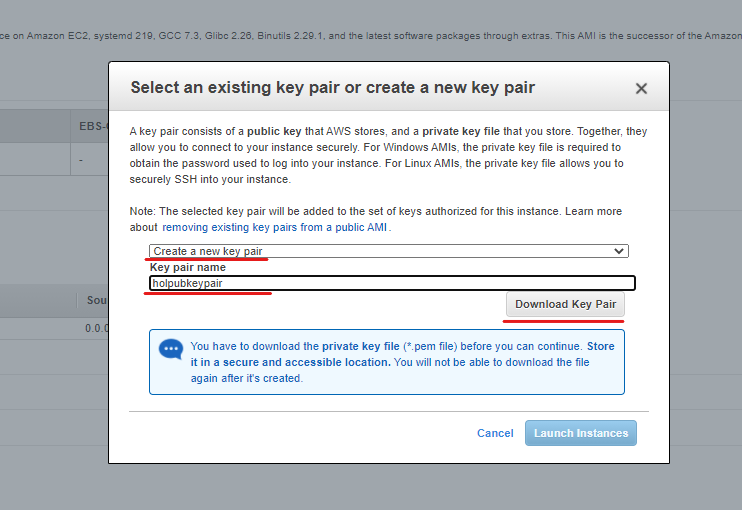 ce on Amazon EC2, systemd 219, GCC 7.3, Glibc 2.26, Binutils 2.29.1, and the latest software packages through extras. This AMI is the successor of the Amazon
Select an existing key pair or create a new key pair
EBS-
A key pair consists of a public key that AWS stores, and a private key file that you store. Together, they
allow you to connect to your instance securely. For Windows AMIs, the private key file is required to
obtain the password used to log into your instance. For Linux AMIs, the private key file allows you to
securely SSH into your instance.
-
Note: The selected key pair will be added to the set of keys authorized for this instance. Learn more
about removing existing key pairs from a public AMI.
Create a new key pair
Key pair name
holpubkeypair
Sou
Download Key Pair
0.0.0
You have to download the private key file (*.pem file) before you can continue. Store
it in a secure and accessible location. You will not be able to download the file
again after it's created.
Cancel
Launch Instances